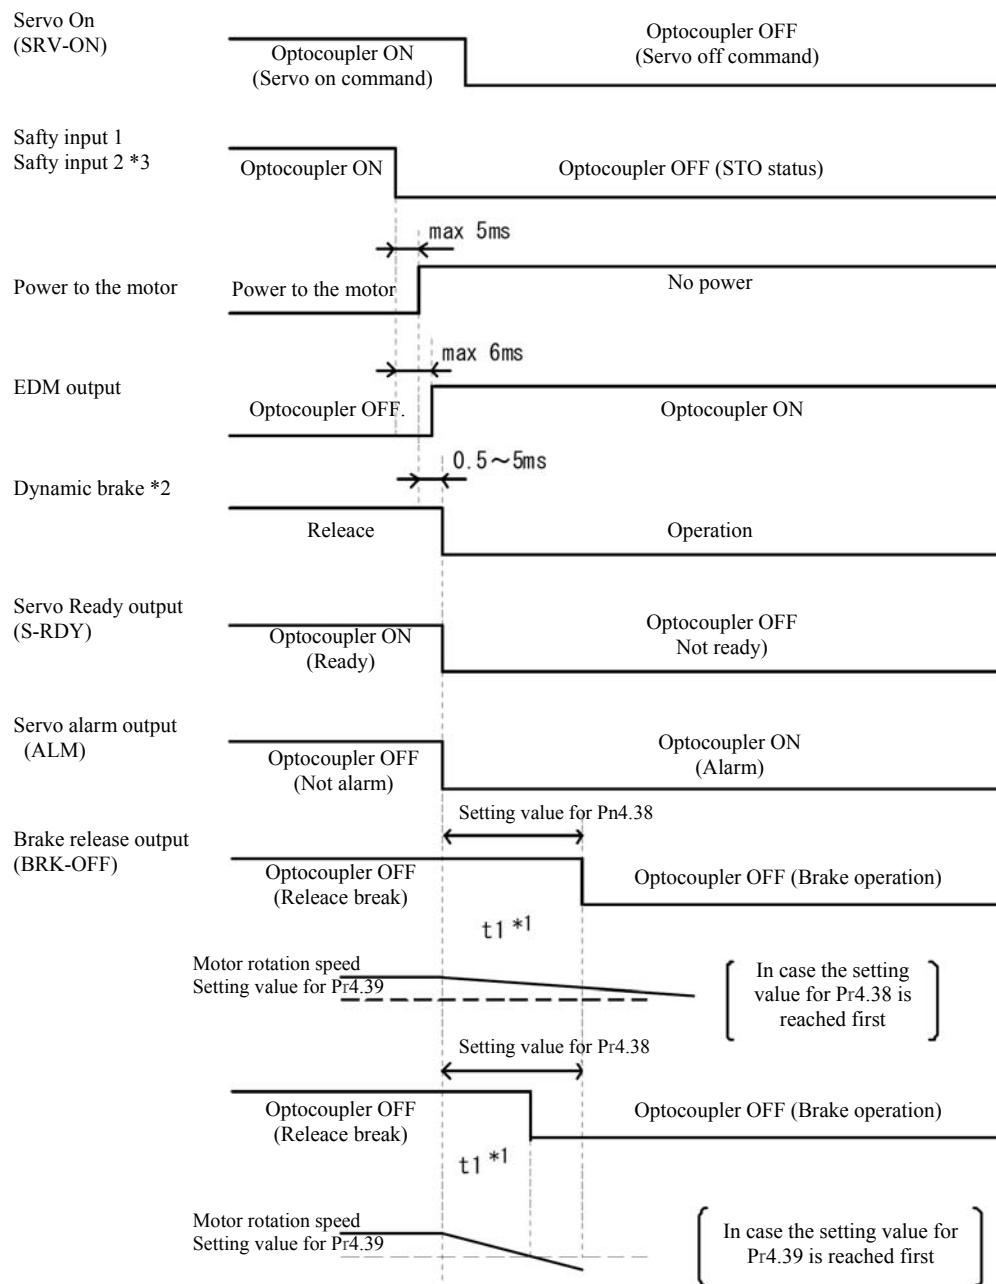 Servo On
(SRV-ON)
Optocoupler ON
(Servo on command)
Optocoupler OFF
(Servo off command)
Safty input 1
Safty input 2 *3
Optocoupler ON
Optocoupler OFF (STO status)
max 5ms
Power to the motor
Power to the motor
No power
max 6ms
EDM output
Optocoupler OFF.
Optocoupler ON
0.5～5ms
Dynamic brake *2
Releace
Operation
Servo Ready output
(S-RDY)
Optocoupler ON
(Ready)
Optocoupler OFF
Not ready)
Servo alarm output
(ALM)
Optocoupler OFF
(Not alarm)
Optocoupler ON
(Alarm)
Setting value for Pn4.38
Brake release output
(BRK-OFF)
Optocoupler OFF
(Releace break)
Optocoupler OFF (Brake operation)
t1 *1
Motor rotation speed
Setting value for Pr4.39
In case the setting
value for Pr4.38 is
reached first
Setting value for Pr4.38
Optocoupler OFF
(Releace break)
Optocoupler OFF (Brake operation)
t1 *1
Motor rotation speed
Setting value for Pr4.39
In case the setting value for
Pr4.39 is reached first